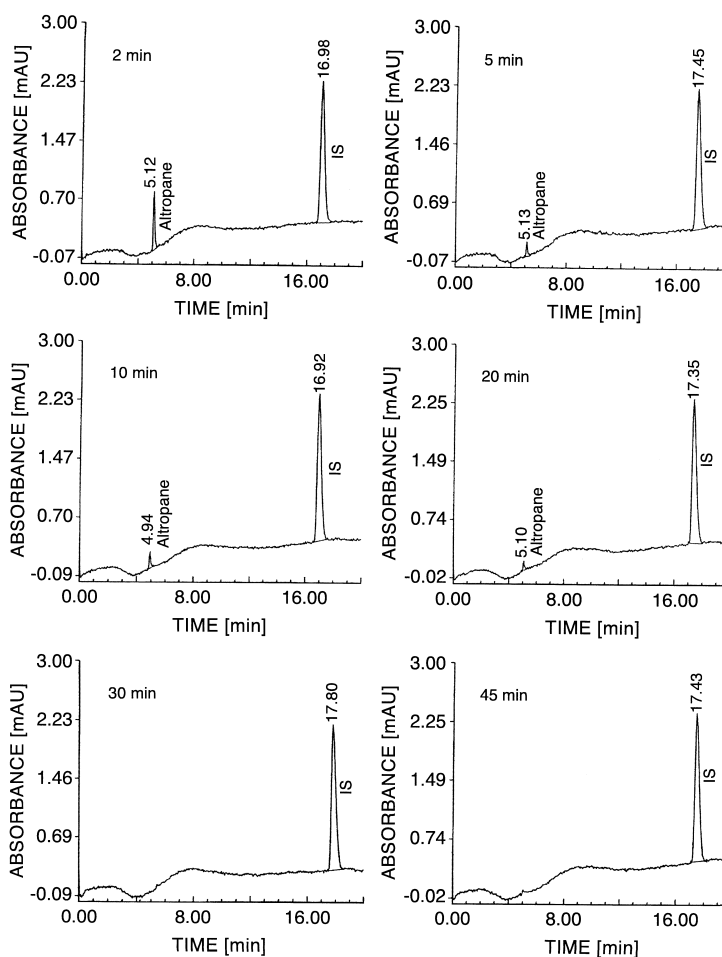 3.00
2 min
16.98
2.23
ABSORBANCE [mAU]
1.47
5.12
Altropane
IS
0.70
-0.07
0.00
8.00
16.00
TIME [min]
3.00
5 min
17.45
2.23
ABSORBANCE [mAU]
1.46
IS
0.69
5.13
Altropane
-0.07
0.00
8.00
16.00
TIME [min]
3.00
10 min
16.92
2.23
ABSORBANCE [mAU]
1.47
IS
0.70
4.94
Altropane
-0.09
0.00
8.00
16.00
TIME [min]
3.00
20 min
17.35
2.25
ABSORBANCE [mAU]
1.49
IS
0.74
5.10
Altropane
-0.02
0.00
8.00
16.00
TIME [min]
3.00
30 min
17.80
2.23
ABSORBANCE [mAU]
1.46
IS
0.69
-0.09
0.00
8.00
16.00
TIME [min]
3.00
45 min
17.43
2.25
ABSORBANCE [mAU]
1.49
IS
0.74
-0.02
0.00
8.00
16.00
TIME [min]